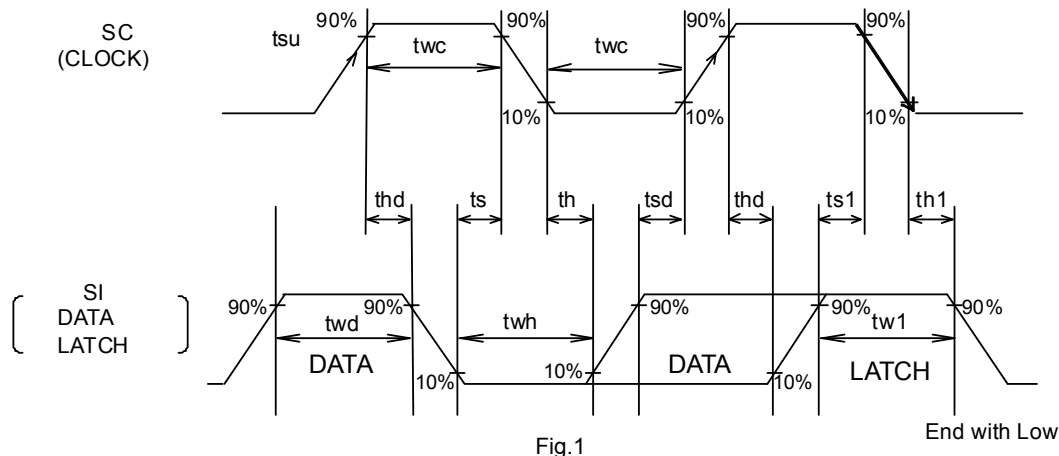 SC
(CLOCK)
tsu
90%
twc
90%
10%
twc
10%
90%
90%
10%
thd
ts
th
tsd
thd
ts1
th1
SI
DATA
LATCH
90%
twd
DATA
90%
10%
twh
10%
90%
DATA
10%
90%
tw1
LATCH
90%
End with Low
Fig.1